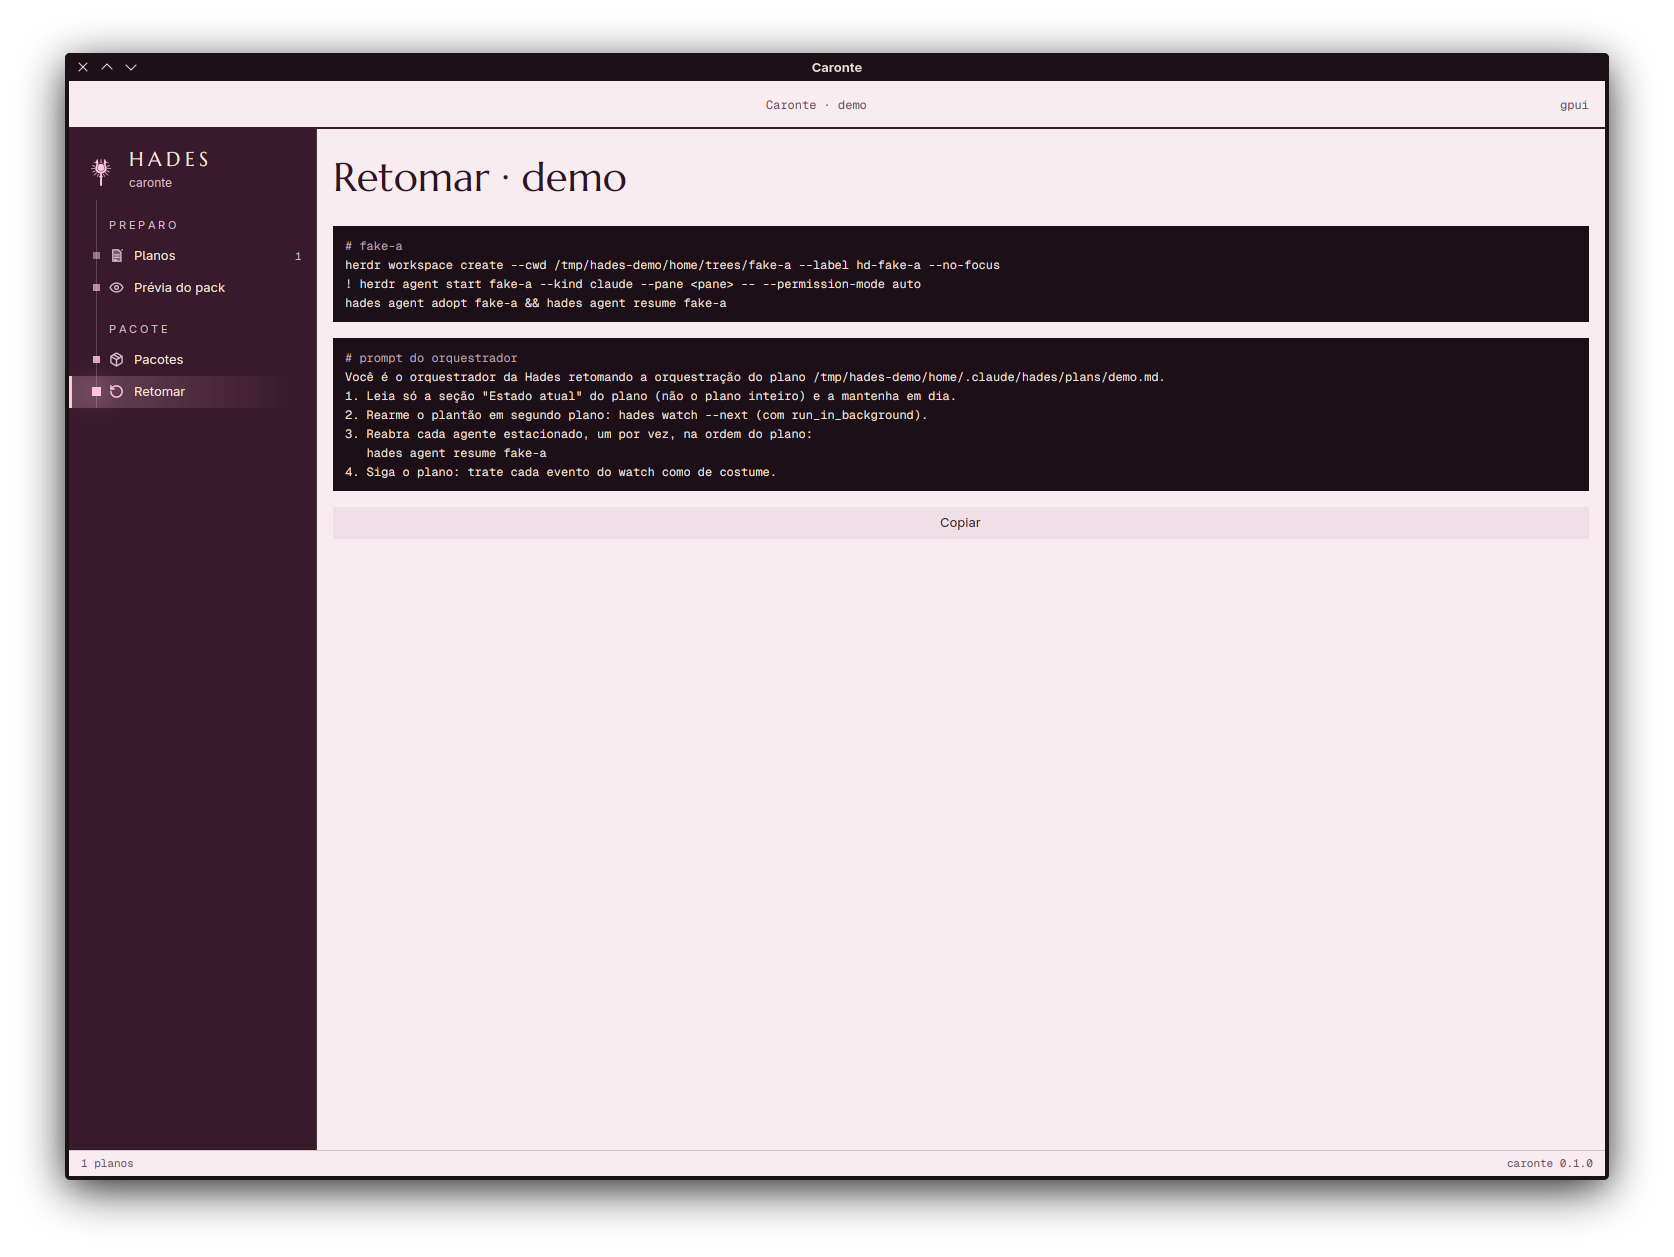 Caronte
Caronte · demo
gpui
HADES
caronte
PREPARO
Planos 1
Prévia do pack
PACOTE
Pacotes
Retomar
Retomar · demo
# fake-a
herdr workspace create --cwd /tmp/hades-demo/home/trees/fake-a --label hd-fake-a --no-focus
! herdr agent start fake-a --kind claude --pane <pane> -- --permission-mode auto
hades agent adopt fake-a && hades agent resume fake-a
# prompt do orquestrador
Você é o orquestrador da Hades retomando a orquestração do plano /tmp/hades-demo/home/.claude/hades/plans/demo.md.
1. Leia só a seção "Estado atual" do plano (não o plano inteiro) e a mantenha em dia.
2. Rearme o plantão em segundo plano: hades watch --next (com run_in_background).
3. Reabra cada agente estacionado, um por vez, na ordem do plano:
hades agent resume fake-a
4. Siga o plano: trate cada evento do watch como de costume.
Copiar
1 planos
caronte 0.1.0